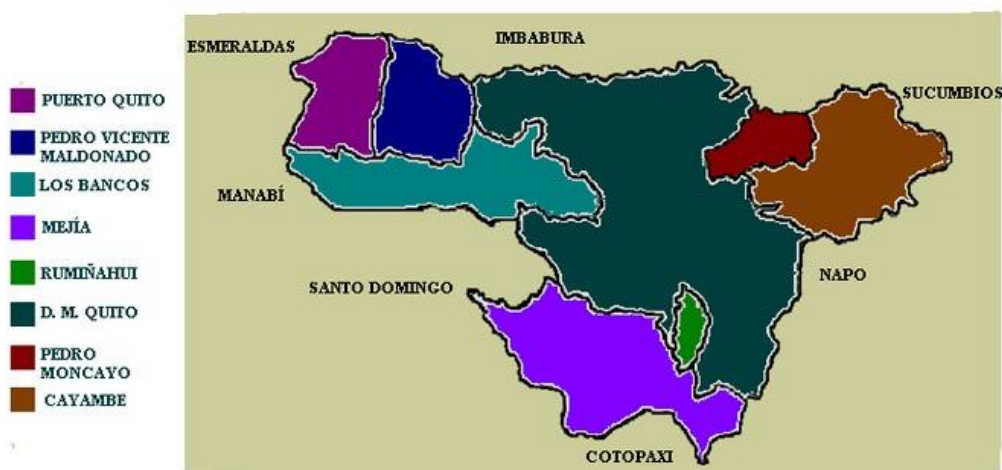 PUERTO QUITO
PEDRO VICENTE
MALDONADO
LOS BANCOS
MEJÍA
RUMIÑAHUI
D. M. QUITO
PEDRO
MONCAYO
CAYAMBE
ESMERALDAS
IMBABURA
SUCUMBIOS
MANABÍ
SANTO DOMINGO
NAPO
COTOPAXI